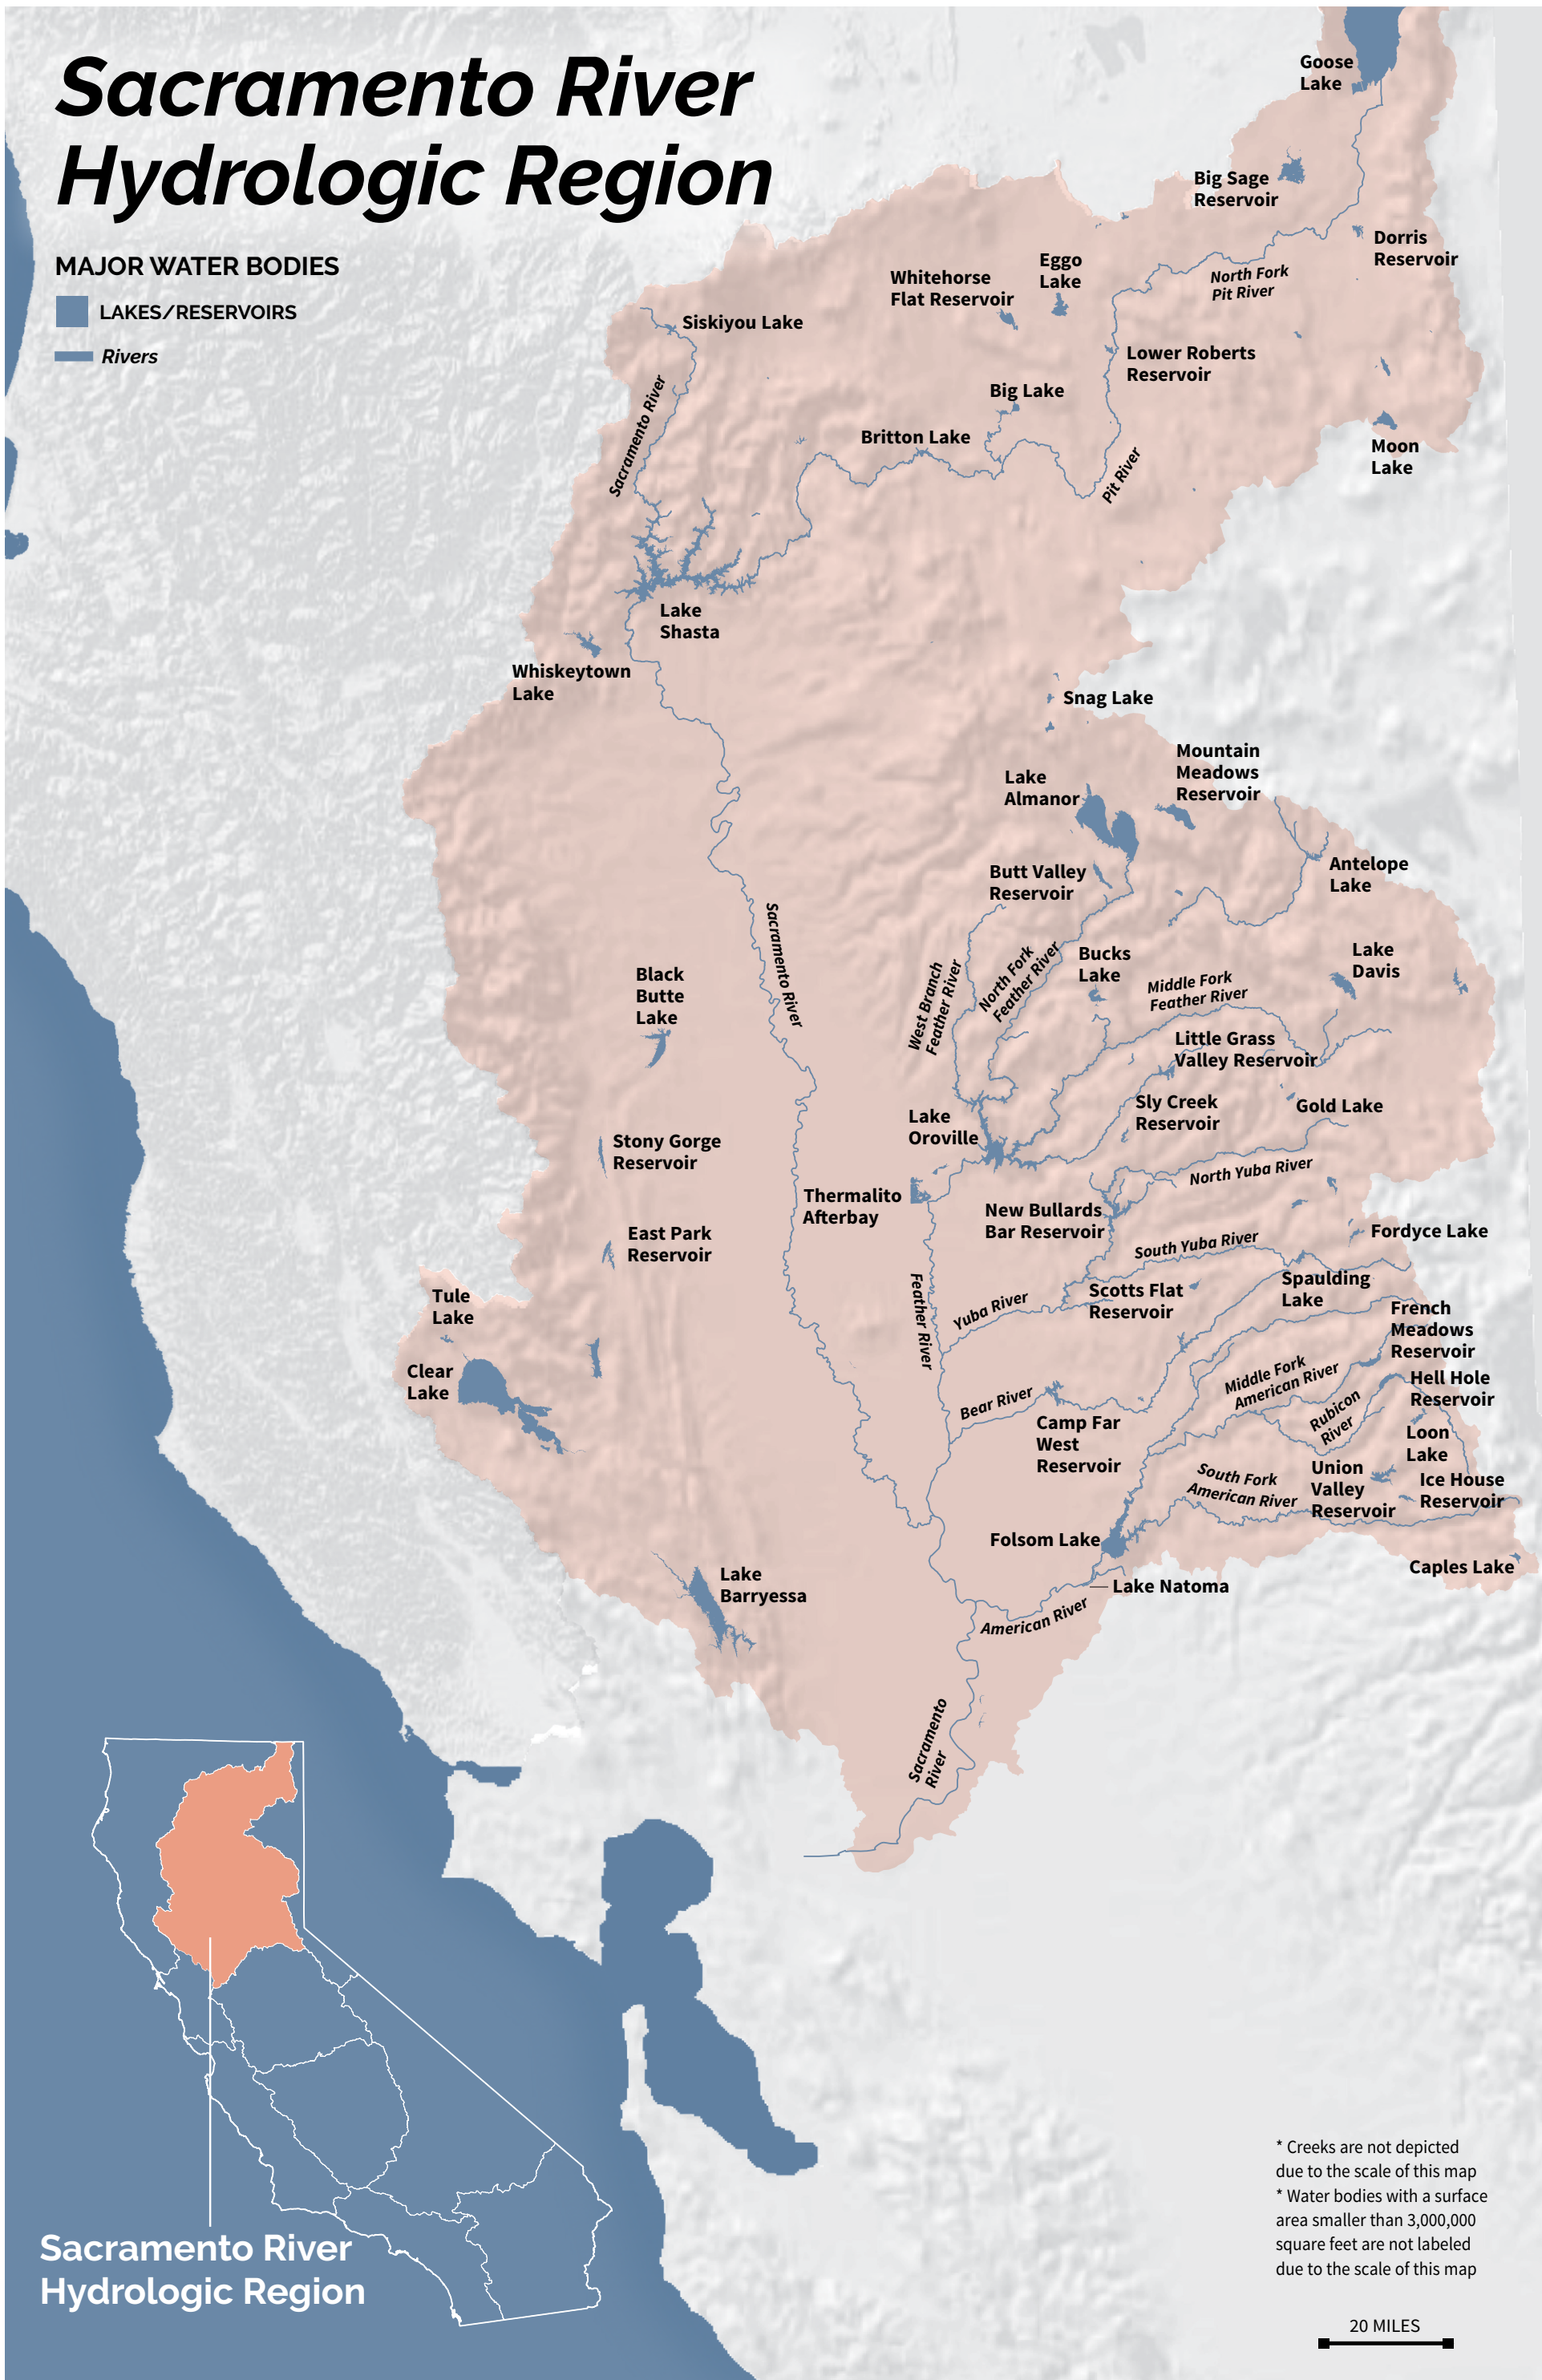 Sacramento River
Hydrologic Region
MAJOR WATER BODIES
LAKES/RESERVOIRS
Rivers
Goose
Lake
Big Sage
Reservoir
Dorris
Reservoir
North Fork
Pit River
Eggo
Lake
Whitehorse
Flat Reservoir
Siskiyou Lake
Lower Roberts
Reservoir
Big Lake
Sacramento River
Britton Lake
Moon
Lake
Pit River
Lake
Shasta
Whiskeytown
Lake
Snag Lake
Mountain
Meadows
Reservoir
Lake
Almanor
Antelope
Lake
Butt Valley
Reservoir
Sacramento River
West Branch
Feather River
North Fork
Feather River
Bucks
Lake
Middle Fork
Feather River
Lake
Davis
Black
Butte
Lake
Little Grass
Valley Reservoir
Sly Creek
Reservoir
Gold Lake
Lake
Oroville
Stony Gorge
Reservoir
North Yuba River
Thermalito
Afterbay
New Bullards
Bar Reservoir
Fordyce Lake
East Park
Reservoir
South Yuba River
Scotts Flat
Reservoir
Spaulding
Lake
Tule
Lake
Feather River
Yuba River
French
Meadows
Reservoir
Clear
Lake
Middle Fork
American River
Hell Hole
Reservoir
Bear River
Camp Far
West
Reservoir
Rubicon
River
Loon
Lake
South Fork
American River
Union
Valley
Reservoir
Ice House
Reservoir
Folsom Lake
Caples Lake
Lake
Barryessa
Lake Natoma
American River
Sacramento
River
Sacramento River
Hydrologic Region
* Creeks are not depicted
due to the scale of this map
* Water bodies with a surface
area smaller than 3,000,000
square feet are not labeled
due to the scale of this map
20 MILES